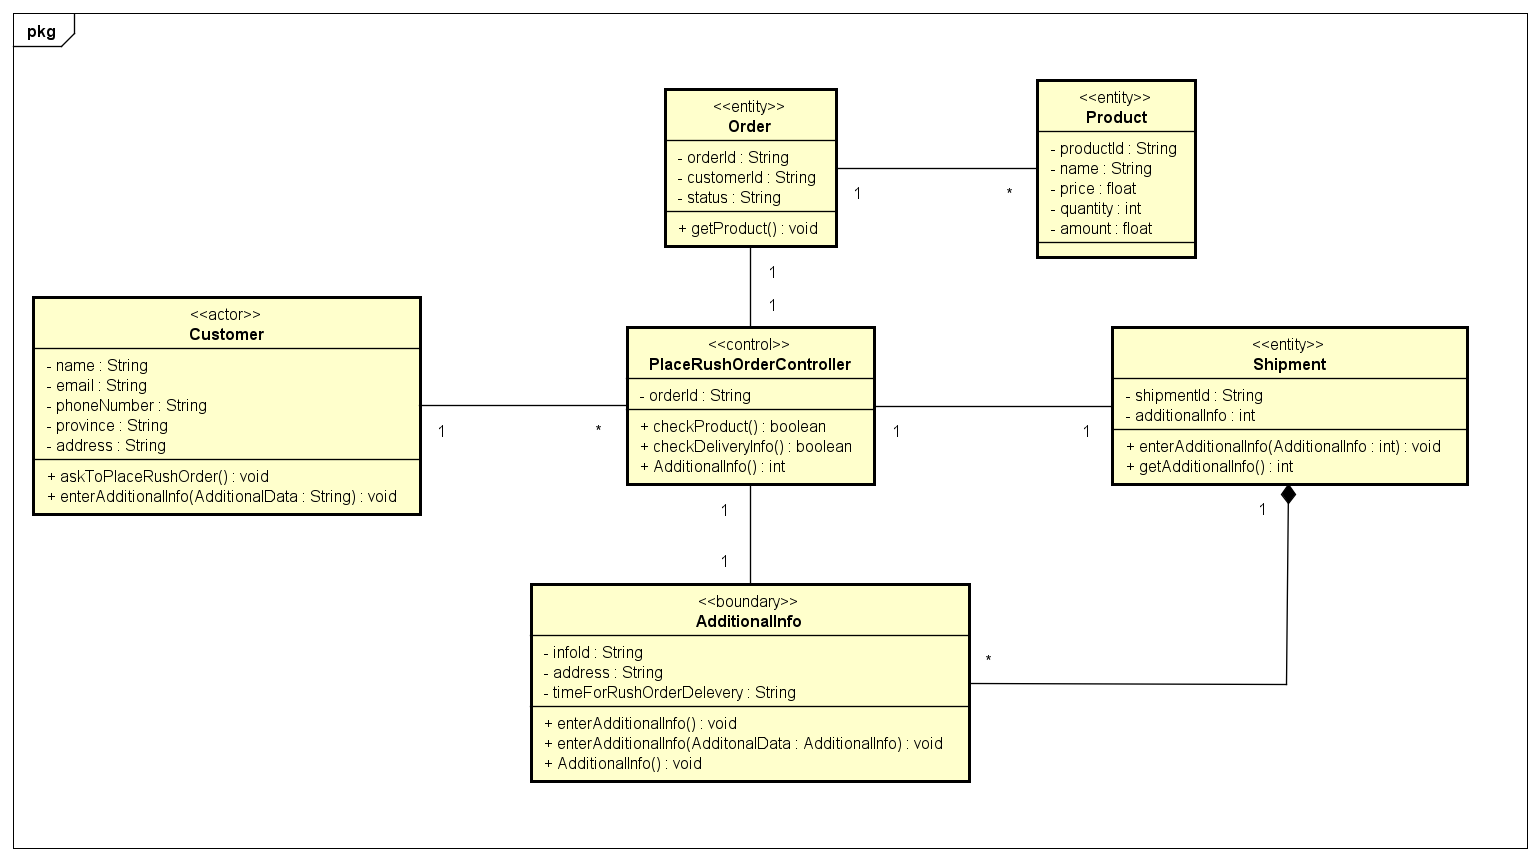 pkg
<<entity>>
Order
- orderId : String
- customerId : String
- status : String
+ getProduct() : void
1
*
<<entity>>
Product
- productId : String
- name : String
- price : float
- quantity : int
- amount : float
1
1
<<actor>>
Customer
- name : String
- email : String
- phoneNumber : String
- province : String
- address : String
+ askToPlaceRushOrder() : void
+ enterAdditionalInfo(AdditionalData : String) : void
1
*
<<control>>
PlaceRushOrderController
- orderId : String
+ checkProduct() : boolean
+ checkDeliveryInfo() : boolean
+ AdditionalInfo() : int
1
1
<<entity>>
Shipment
- shipmentId : String
- additionalInfo : int
+ enterAdditionalInfo(AdditionalInfo : int) : void
+ getAdditionalInfo() : int
1
1
1
<<boundary>>
AdditionalInfo
- infoId : String
- address : String
- timeForRushOrderDelevery : String
+ enterAdditionalInfo() : void
+ enterAdditionalInfo(AdditonalData : AdditionalInfo) : void
+ AdditionalInfo() : void
*